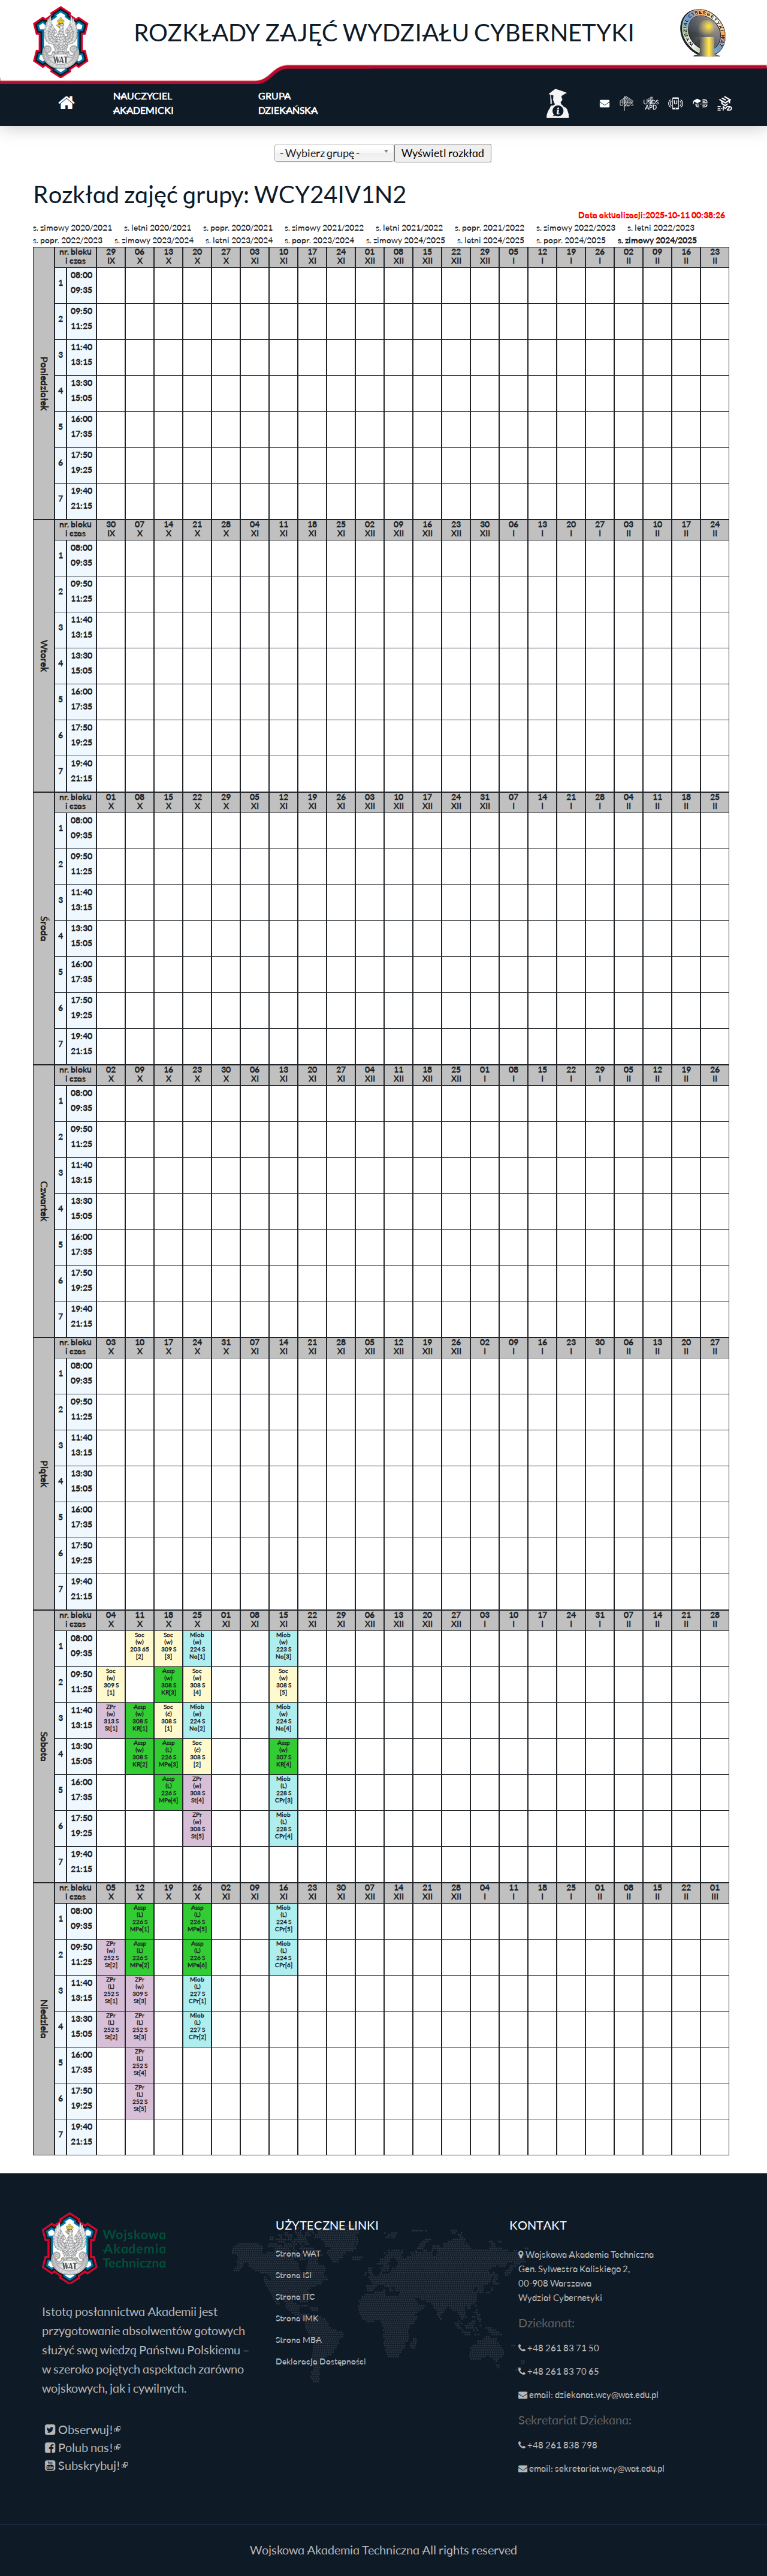 WAT
ROZKŁADY ZAJĘĆ WYDZIAŁU CYBERNETYKI
NAUCZYCIEL AKADEMICKI
GRUPA DZIEKAŃSKA
- Wybierz grupę -
Wyświetl rozkład
Rozkład zajęć grupy: WCY24IV1N2
Data aktualizacji:2025-10-11 00:38:26
s. zimowy 2020/2021 s. letni 2020/2021 s. popr. 2020/2021 s. zimowy 2021/2022 s. letni 2021/2022 s. popr. 2021/2022 s. zimowy 2022/2023 s. letni 2022/2023
s. popr. 2022/2023 s. zimowy 2023/2024 s. letni 2023/2024 s. popr. 2023/2024 s. zimowy 2024/2025 s. letni 2024/2025 s. popr. 2024/2025 s. zimowy 2024/2025
Poniedziałek
nr. bloku i czas 29 IX 06 X 13 X 20 X 27 X 03 XI 10 XI 17 XI 24 XI 01 XII 08 XII 15 XII 22 XII 29 XII 05 I 12 I 19 I 26 I 02 II 09 II 16 II 23 II
1 08:00 09:35
2 09:50 11:25
3 11:40 13:15
4 13:30 15:05
5 16:00 17:35
6 17:50 19:25
7 19:40 21:15
Wtorek
nr. bloku i czas 30 IX 07 X 14 X 21 X 28 X 04 XI 11 XI 18 XI 25 XI 02 XII 09 XII 16 XII 23 XII 30 XII 06 I 13 I 20 I 27 I 03 II 10 II 17 II 24 II
1 08:00 09:35
2 09:50 11:25
3 11:40 13:15
4 13:30 15:05
5 16:00 17:35
6 17:50 19:25
7 19:40 21:15
Środa
nr. bloku i czas 01 X 08 X 15 X 22 X 29 X 05 XI 12 XI 19 XI 26 XI 03 XII 10 XII 17 XII 24 XII 31 XII 07 I 14 I 21 I 28 I 04 II 11 II 18 II 25 II
1 08:00 09:35
2 09:50 11:25
3 11:40 13:15
4 13:30 15:05
5 16:00 17:35
6 17:50 19:25
7 19:40 21:15
Czwartek
nr. bloku i czas 02 X 09 X 16 X 23 X 30 X 06 XI 13 XI 20 XI 27 XI 04 XII 11 XII 18 XII 25 XII 01 I 08 I 15 I 22 I 29 I 05 II 12 II 19 II 26 II
1 08:00 09:35
2 09:50 11:25
3 11:40 13:15
4 13:30 15:05
5 16:00 17:35
6 17:50 19:25
7 19:40 21:15
Piątek
nr. bloku i czas 03 X 10 X 17 X 24 X 31 X 07 XI 14 XI 21 XI 28 XI 05 XII 12 XII 19 XII 26 XII 02 I 09 I 16 I 23 I 30 I 06 II 13 II 20 II 27 II
1 08:00 09:35
2 09:50 11:25
3 11:40 13:15
4 13:30 15:05
5 16:00 17:35
6 17:50 19:25
7 19:40 21:15
Sobota
nr. bloku i czas 04 X 11 X 18 X 25 X 01 XI 08 XI 15 XI 22 XI 29 XI 06 XII 13 XII 20 XII 27 XII 03 I 10 I 17 I 24 I 31 I 07 II 14 II 21 II 28 II
1 08:00 09:35 Soc (w) 203 65 [2] Soc (w) 309 S [3] Miob (w) 224 S Na[1] Miob (w) 223 S Na[3]
2 09:50 11:25 Soc (w) 309 S [1] Assp (w) 308 S KR[3] Soc (w) 308 S [4] Soc (w) 308 S [5]
3 11:40 13:15 ZPr (w) 313 S St[1] Assp (w) 308 S KR[1] Soc (ć) 308 S [1] Miob (w) 224 S Na[2] Miob (w) 224 S Na[4]
4 13:30 15:05 Assp (w) 308 S KR[2] Assp (L) 226 S MPe[3] Soc (ć) 308 S [2] Assp (w) 307 S KR[4]
5 16:00 17:35 Assp (L) 226 S MPe[4] ZPr (w) 308 S St[4] Miob (L) 228 S CPr[3]
6 17:50 19:25 ZPr (w) 308 S St[5] Miob (L) 228 S CPr[4]
7 19:40 21:15
Niedziela
nr. bloku i czas 05 X 12 X 19 X 26 X 02 XI 09 XI 16 XI 23 XI 30 XI 07 XII 14 XII 21 XII 28 XII 04 I 11 I 18 I 25 I 01 II 08 II 15 II 22 II 01 III
1 08:00 09:35 Assp (L) 226 S MPe[1] Assp (L) 226 S MPe[5] Miob (L) 224 S CPr[5]
2 09:50 11:25 ZPr (w) 252 S St[2] Assp (L) 226 S MPe[2] Assp (L) 226 S MPe[6] Miob (L) 224 S CPr[6]
3 11:40 13:15 ZPr (L) 252 S St[1] ZPr (w) 309 S St[3] Miob (L) 227 S CPr[1]
4 13:30 15:05 ZPr (L) 252 S St[2] ZPr (L) 252 S St[3] Miob (L) 227 S CPr[2]
5 16:00 17:35 ZPr (L) 252 S St[4]
6 17:50 19:25 ZPr (L) 252 S St[5]
7 19:40 21:15
WAT
Wojskowa
Akademia
Techniczna
Istotą posłannictwa Akademii jest
przygotowanie absolwentów gotowych
służyć swą wiedzą Państwu Polskiemu –
w szeroko pojętych aspektach zarówno
wojskowych, jak i cywilnych.
Obserwuj!
Polub nas!
Subskrybuj!
UŻYTECZNE LINKI
Strona WAT
Strona ISI
Strona ITC
Strona IMK
Strona MBA
Deklaracja Dostępności
KONTAKT
Wojskowa Akademia Techniczna
Gen. Sylwestra Kaliskiego 2,
00-908 Warszawa
Wydział Cybernetyki
Dziekanat:
+48 261 83 71 50
+48 261 83 70 65
email: dziekanat.wcy@wat.edu.pl
Sekretariat Dziekana:
+48 261 838 798
email: sekretariat.wcy@wat.edu.pl
Wojskowa Akademia Techniczna All rights reserved